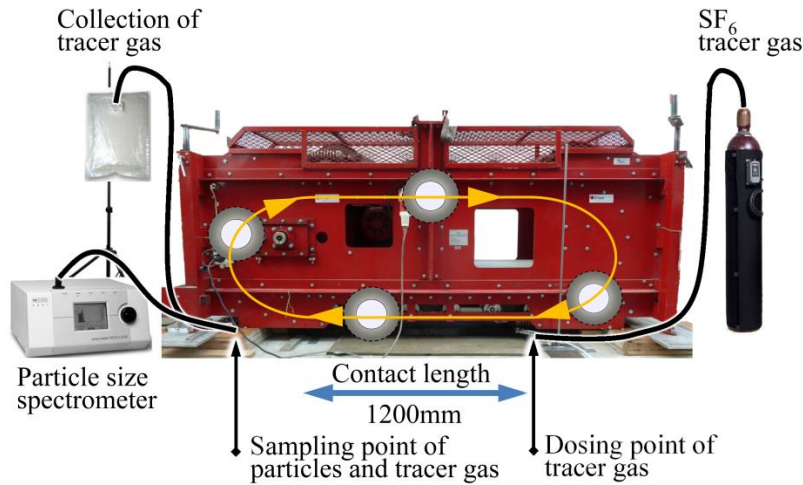 Collection of
tracer gas
SF₆
tracer gas
Particle size
spectrometer
Contact length
1200mm
Sampling point of
particles and tracer gas
Dosing point of
tracer gas